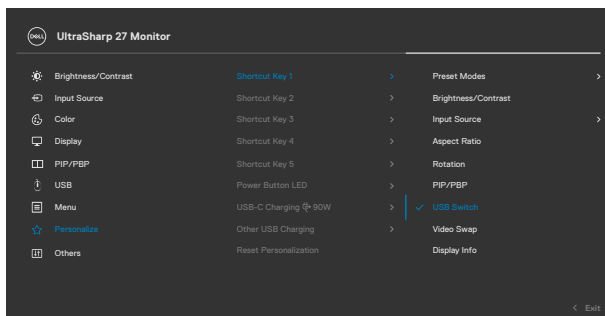 DELL UltraSharp 27 Monitor
Brightness/Contrast Shortcut Key 1 > Preset Modes >
Input Source Shortcut Key 2 > Brightness/Contrast
Color Shortcut Key 3 > Input Source >
Display Shortcut Key 4 > Aspect Ratio
PIP/PBP Shortcut Key 5 > Rotation
USB Power Button LED > PIP/PBP
Menu USB-C Charging 90W > ✓ USB Switch
Personalize Other USB Charging > Video Swap
Others Reset Personalization Display Info
< Exit